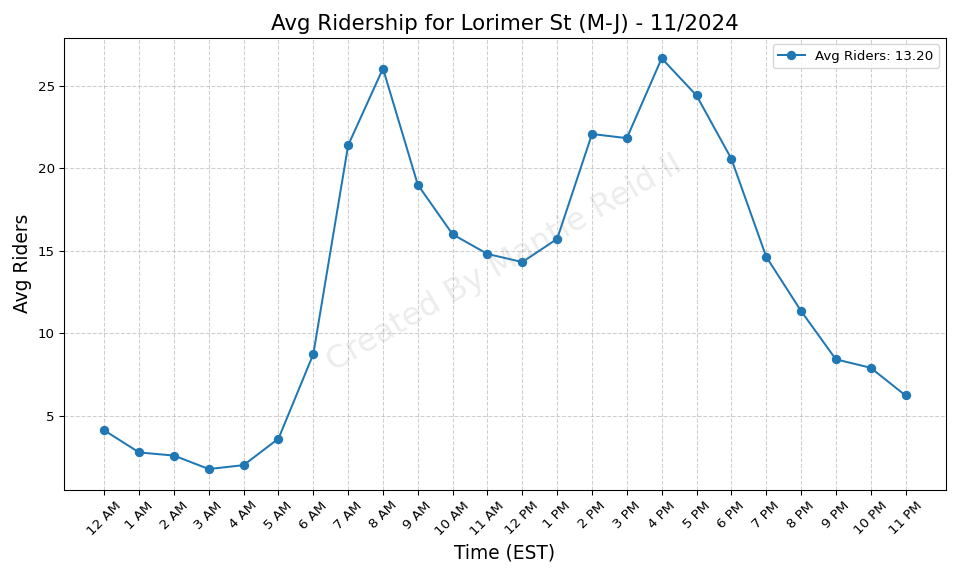 Avg Ridership for Lorimer St (M-J) - 11/2024
Avg Riders: 13.20
Avg Riders
25
20
15
10
5
Created By Mantie Reid II
12 AM
1 AM
2 AM
3 AM
4 AM
5 AM
6 AM
7 AM
8 AM
9 AM
10 AM
11 AM
12 PM
1 PM
2 PM
3 PM
4 PM
5 PM
6 PM
7 PM
8 PM
9 PM
10 PM
11 PM
Time (EST)